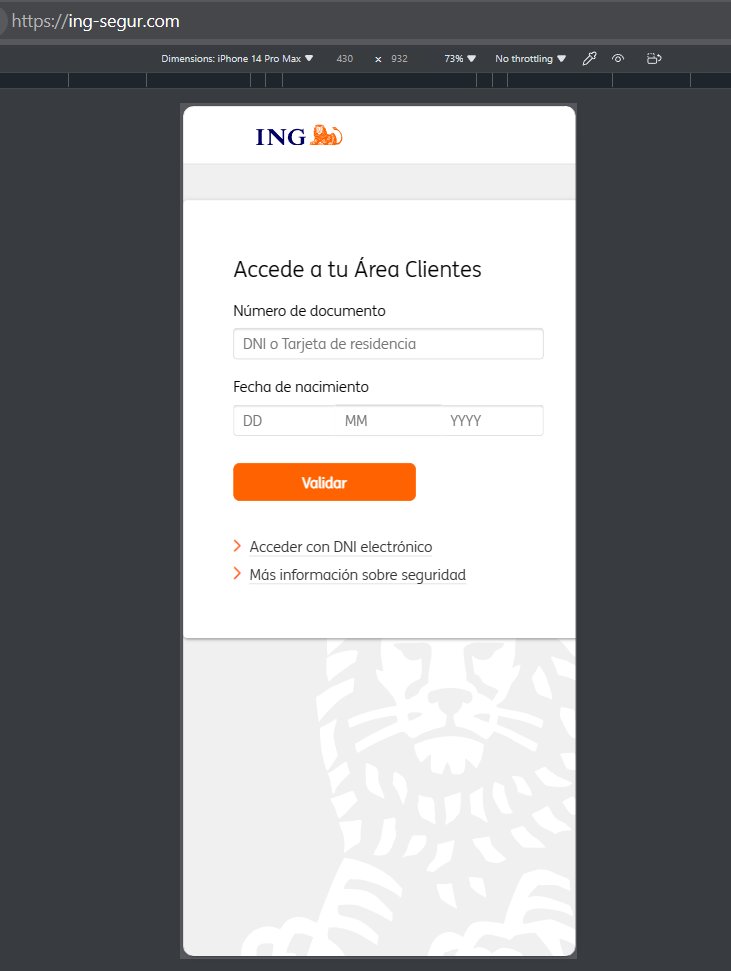 https://ing-segur.com
Dimensions: iPhone 14 Pro Max ▼ 430 × 932 73% ▼ No throttling ▼
ING
Accede a tu Área Clientes
Número de documento
DNI o Tarjeta de residencia
Fecha de nacimiento
DD MM YYYY
Validar
Acceder con DNI electrónico
Más información sobre seguridad